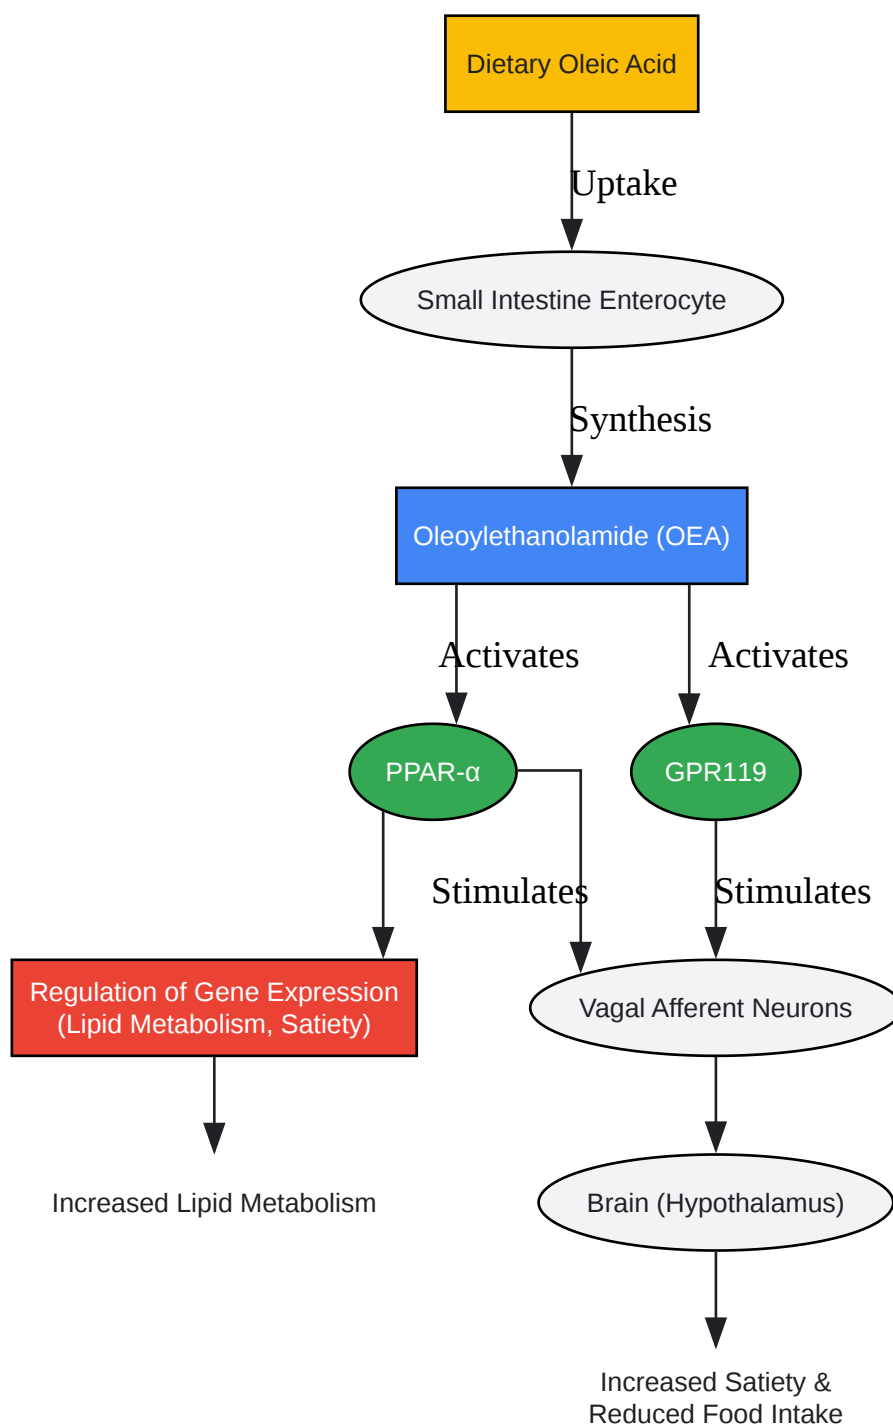 Dietary Oleic Acid
Uptake
Small Intestine Enterocyte
Synthesis
Oleoylethanolamide (OEA)
Activates
Activates
PPAR-α
GPR119
Stimulates
Stimulates
Regulation of Gene Expression
(Lipid Metabolism, Satiety)
Vagal Afferent Neurons
Increased Lipid Metabolism
Brain (Hypothalamus)
Increased Satiety &
Reduced Food Intake